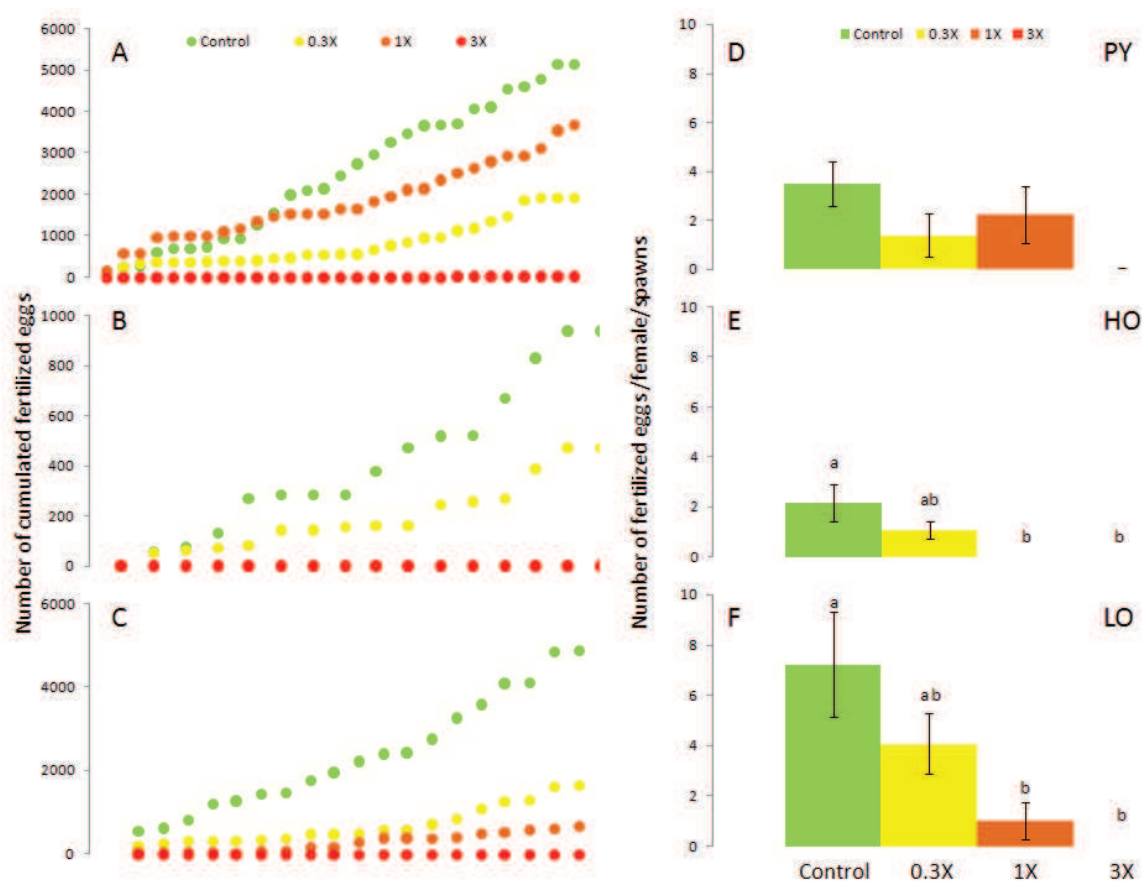 A
Control 0.3X 1X 3X
6000
5000
4000
3000
2000
1000
0
B
1000
800
600
400
200
0
C
6000
4000
2000
0
Number of cumulated fertilized eggs
D
Control 0.3X 1X 3X
PY
10
8
6
4
2
0
–
E
HO
10
8
6
4
2
0
a
ab
b
b
F
LO
10
8
6
4
2
0
a
ab
b
b
Number of fertilized eggs /female/spawns
Control 0.3X 1X 3X